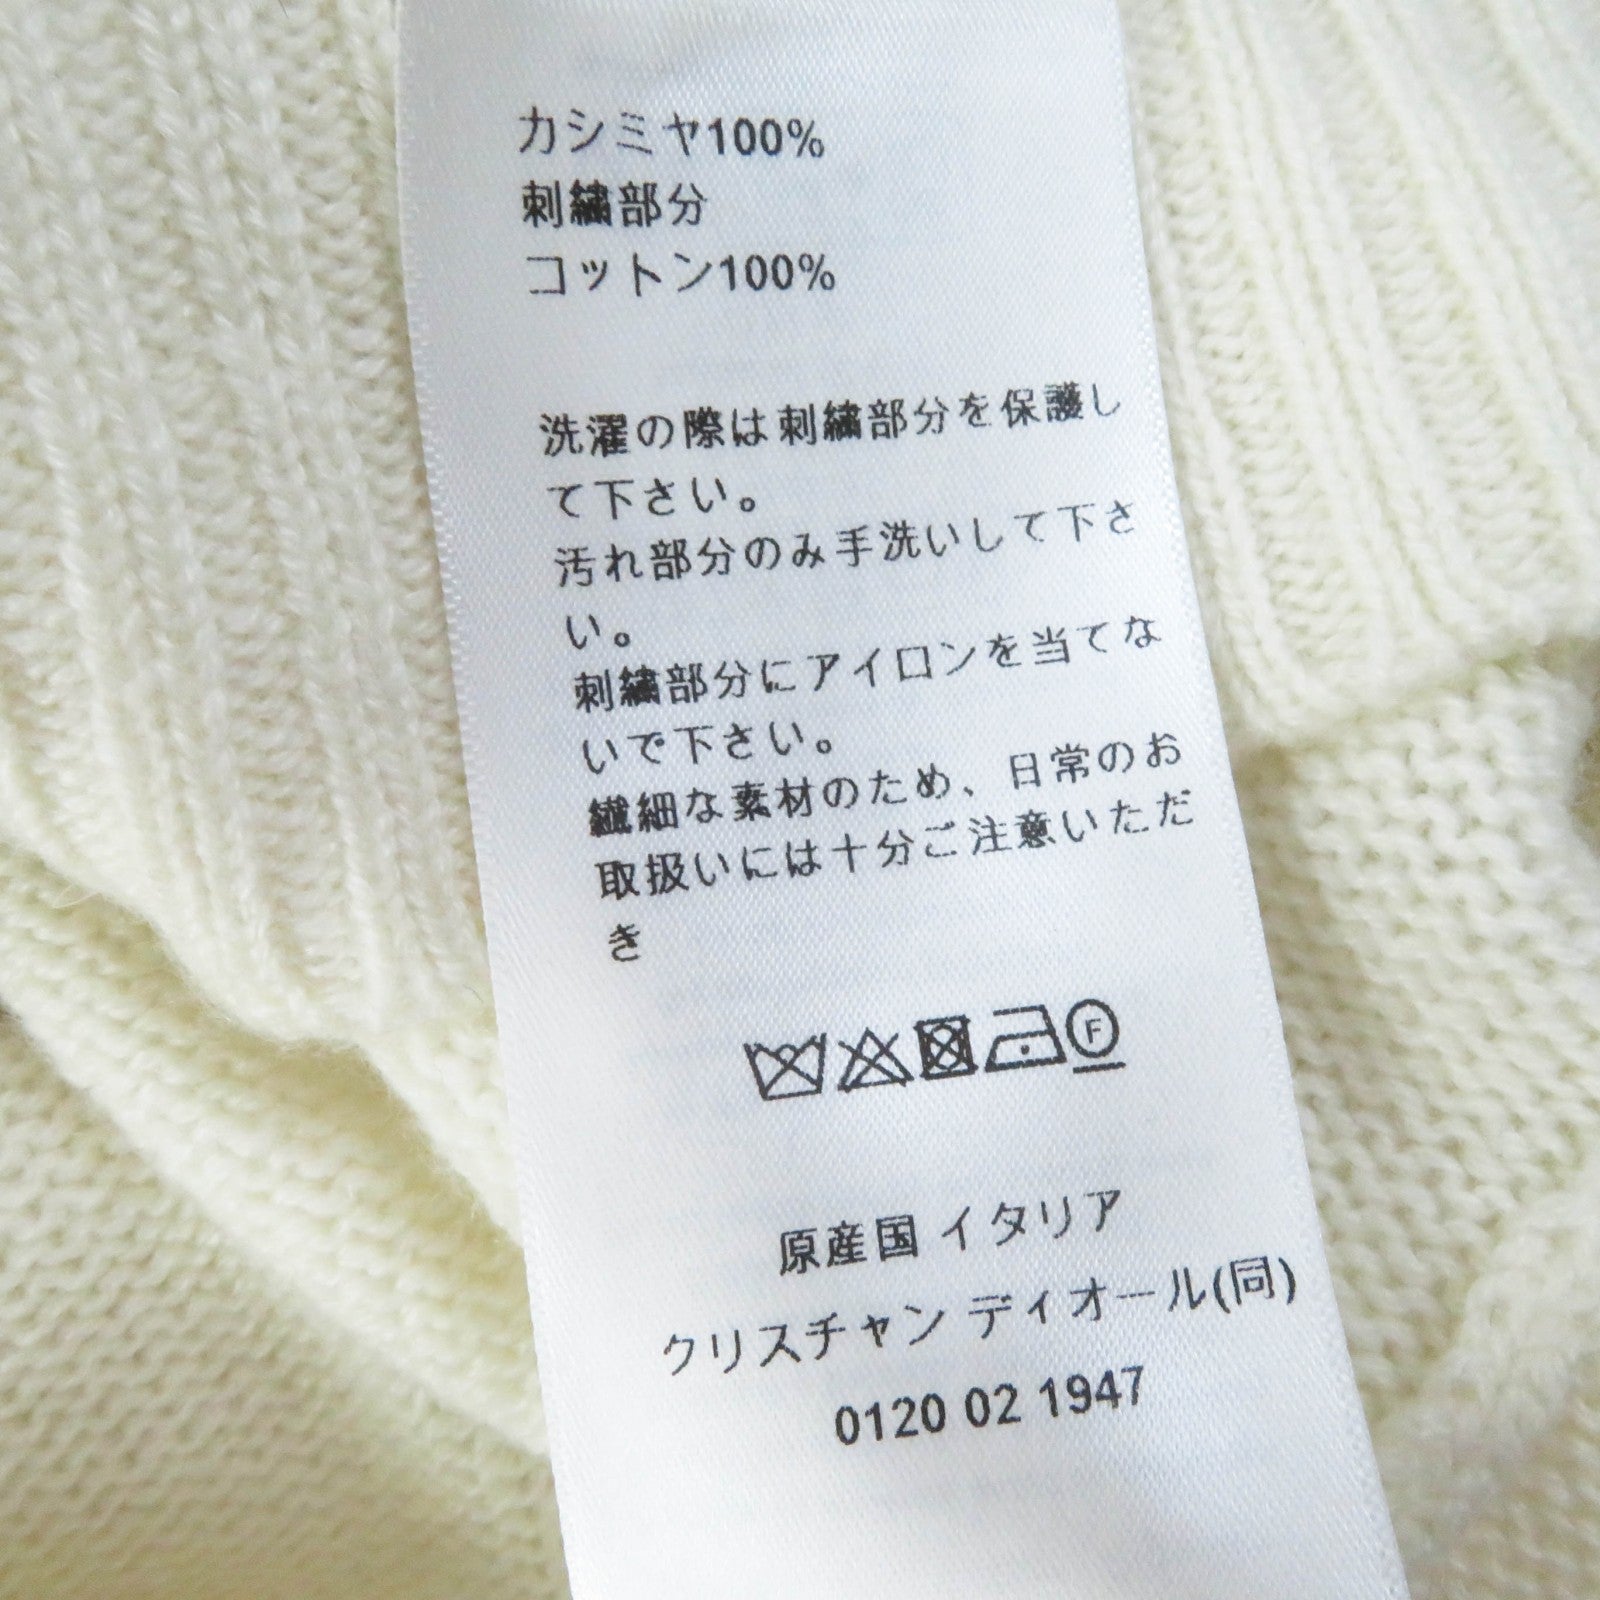 カシミヤ100%
刺繍部分
コットン100%
洗濯の際は刺繍部分を保護し
て下さい。
汚れ部分のみ手洗いして下さ
い。
刺繍部分にアイロンを当てな
いで下さい。
繊細な素材のため、日常のお
取扱いには十分ご注意いただ
き
F
原産国 イタリア
クリスチャン ディオール(同)
0120 02 1947